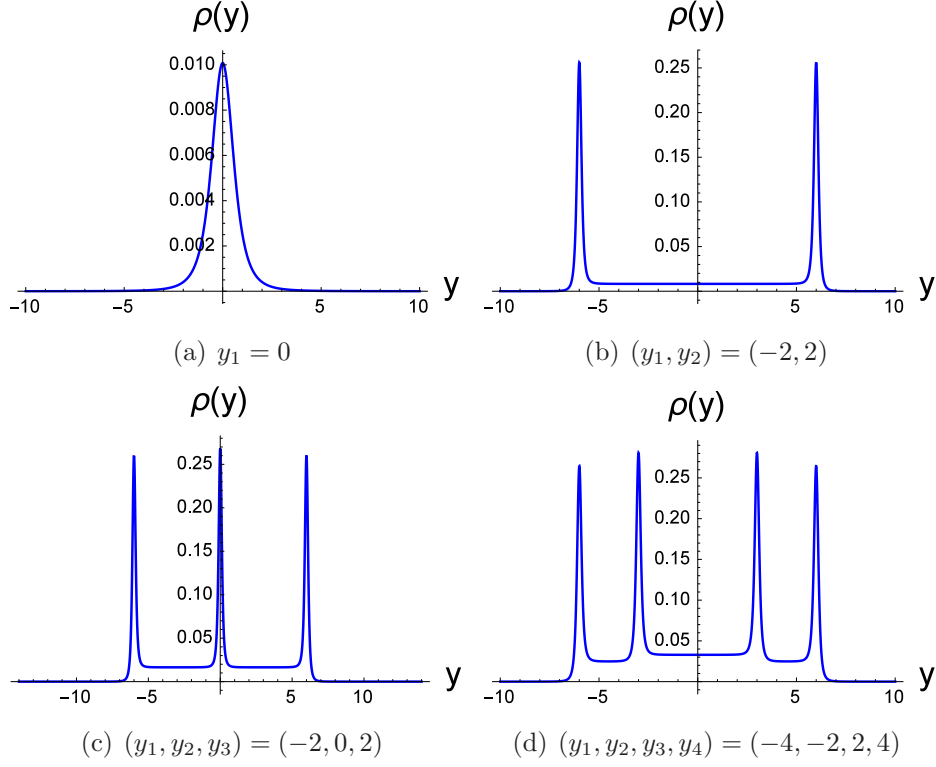 ρ(y)
0.010
0.008
0.006
0.004
0.002
−10 −5 5 10 y
(a) y₁ = 0
ρ(y)
0.25
0.20
0.15
0.10
0.05
−10 −5 5 10 y
(b) (y₁, y₂) = (−2, 2)
ρ(y)
0.25
0.20
0.15
0.10
0.05
−10 −5 5 10 y
(c) (y₁, y₂, y₃) = (−2, 0, 2)
ρ(y)
0.25
0.20
0.15
0.10
0.05
−10 −5 5 10 y
(d) (y₁, y₂, y₃, y₄) = (−4, −2, 2, 4)